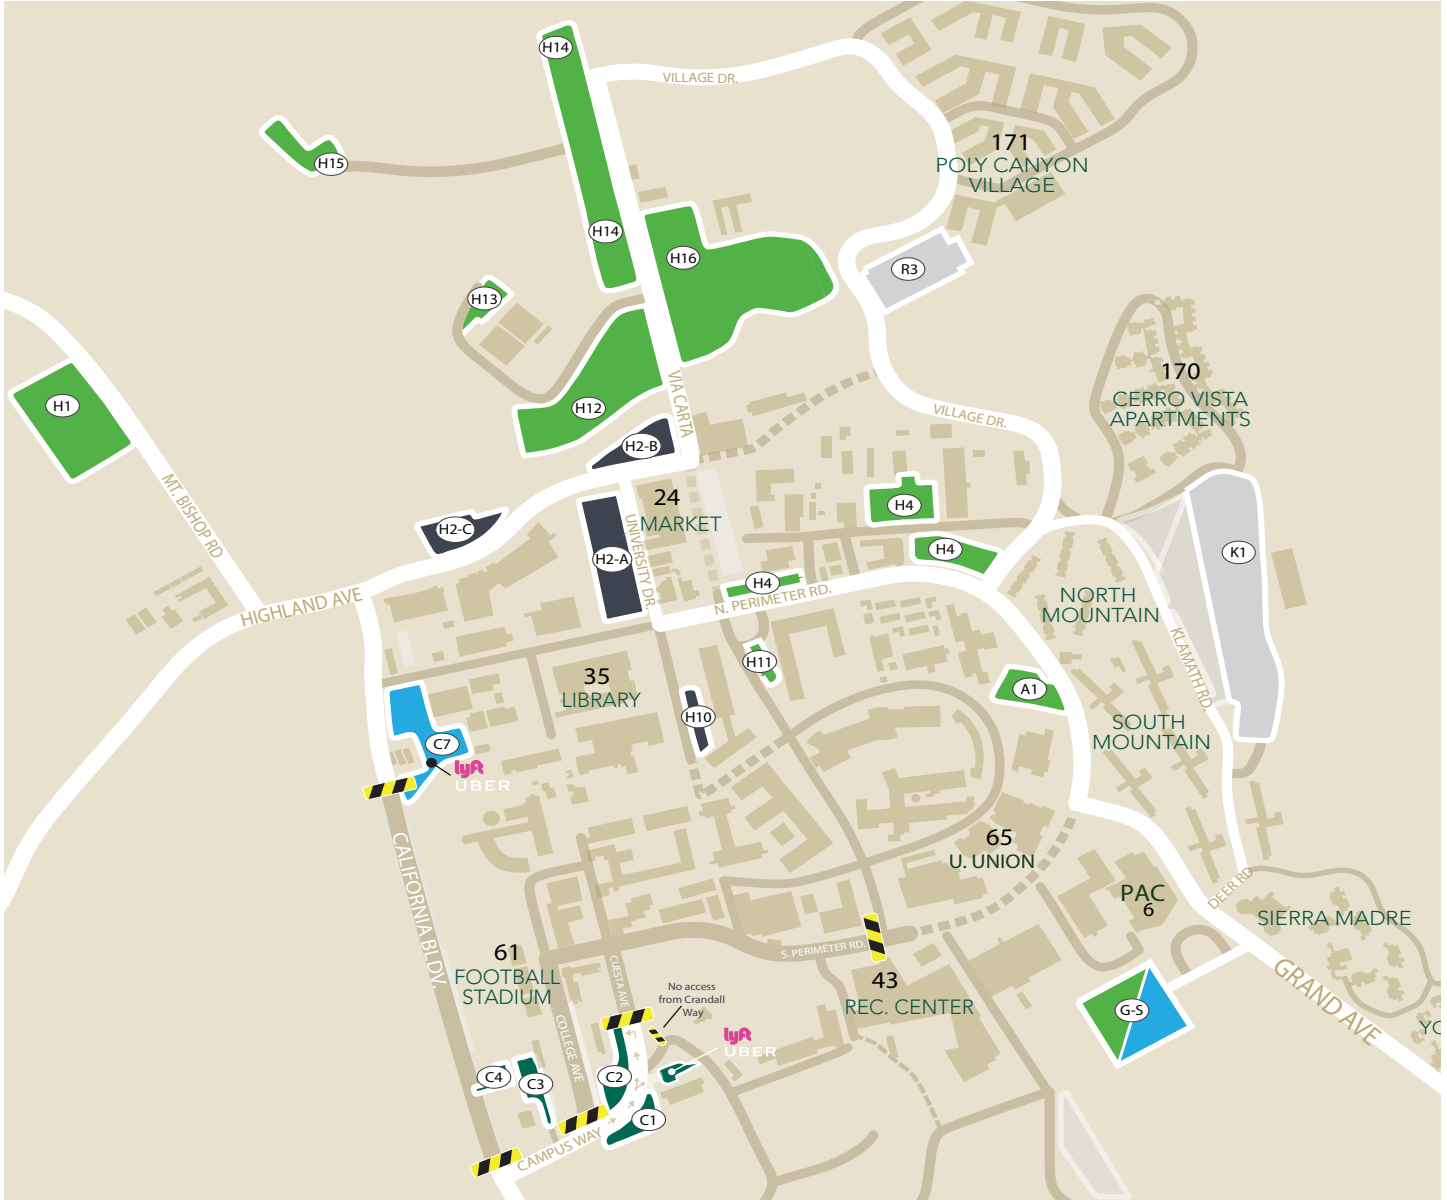 H14
VILLAGE DR.
171
POLY CANYON
VILLAGE
H15
H14
H16
R3
H13
170
CERRO VISTA
APARTMENTS
H1
H12
VIA CARTA
VILLAGE DR.
H2-B
MT. BISHOP RD
24
MARKET
H4
H2-C
UNIVERSITY DR.
H2-A
H4
K1
H4
N. PERIMETER RD.
HIGHLAND AVE
NORTH
MOUNTAIN
KLAMATH RD.
H11
35
LIBRARY
A1
H10
SOUTH
MOUNTAIN
C7
lyft
UBER
CALIFORNIA BLDV.
65
U. UNION
PAC
6
DEER RD
SIERRA MADRE
61
FOOTBALL
STADIUM
S. PERIMETER RD.
CUESTA AVE
43
REC. CENTER
No access
from Crandall
Way
GRAND AVE
G-S
YO
COLLEGE AVE
lyft
UBER
C4
C3
C2
C1
CAMPUS WAY